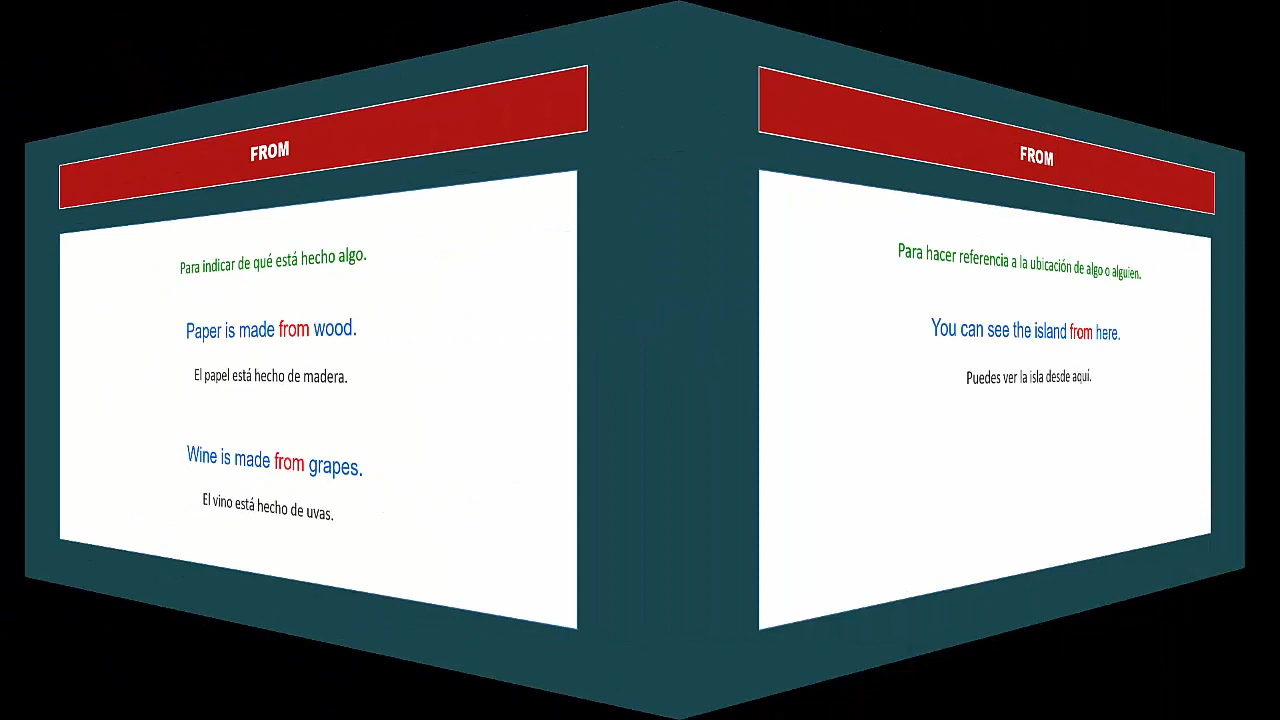 FROM
Para indicar de qué está hecho algo.
Paper is made from wood.
El papel está hecho de madera.
Wine is made from grapes.
El vino está hecho de uvas.
FROM
Para hacer referencia a la ubicación de algo o alguien.
You can see the island from here.
Puedes ver la isla desde aquí.